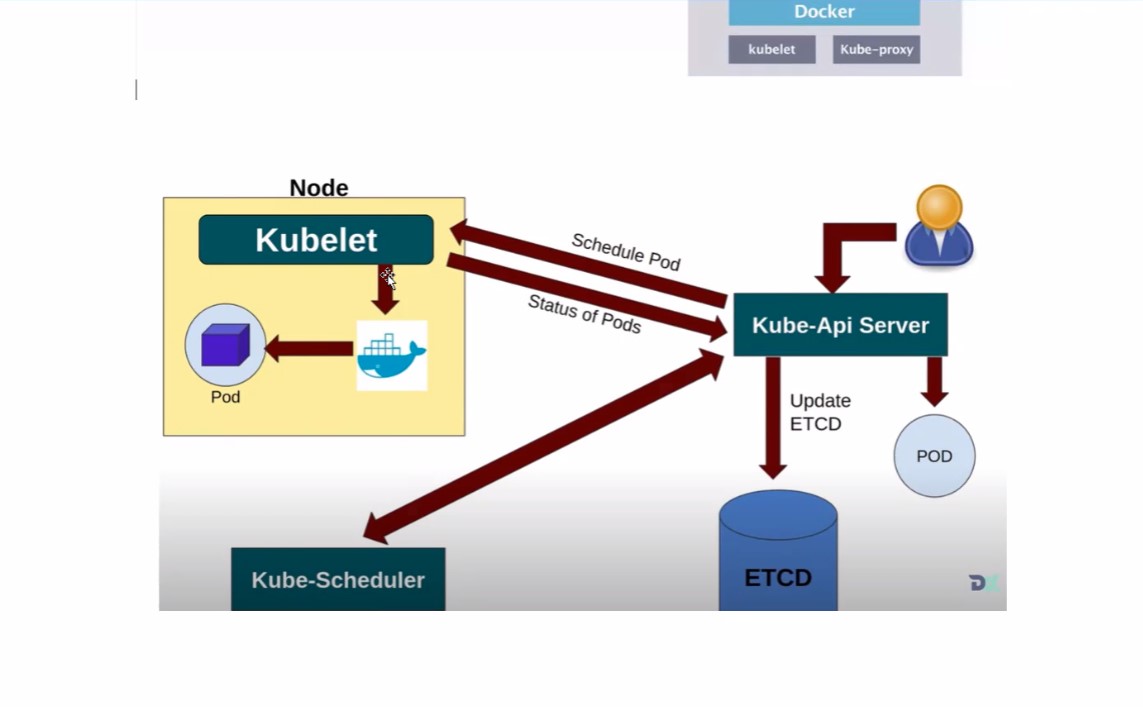 Docker
kubelet
Kube-proxy
Node
Kubelet
Schedule Pod
Status of Pods
Kube-Api Server
Pod
Update
ETCD
POD
Kube-Scheduler
ETCD